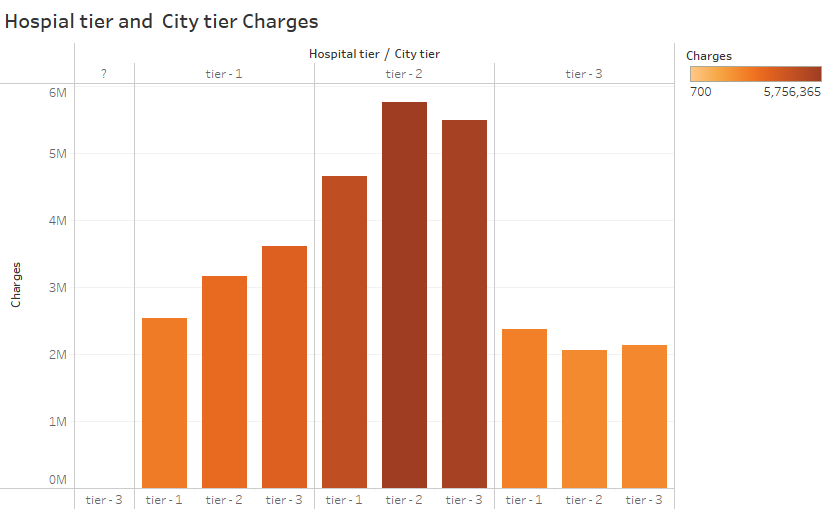 Hospial tier and City tier Charges
Hospital tier / City tier
Charges
700 5,756,365
? tier - 1 tier - 2 tier - 3
6M
5M
4M
3M
2M
1M
0M
Charges
tier - 3 tier - 1 tier - 2 tier - 3 tier - 1 tier - 2 tier - 3 tier - 1 tier - 2 tier - 3